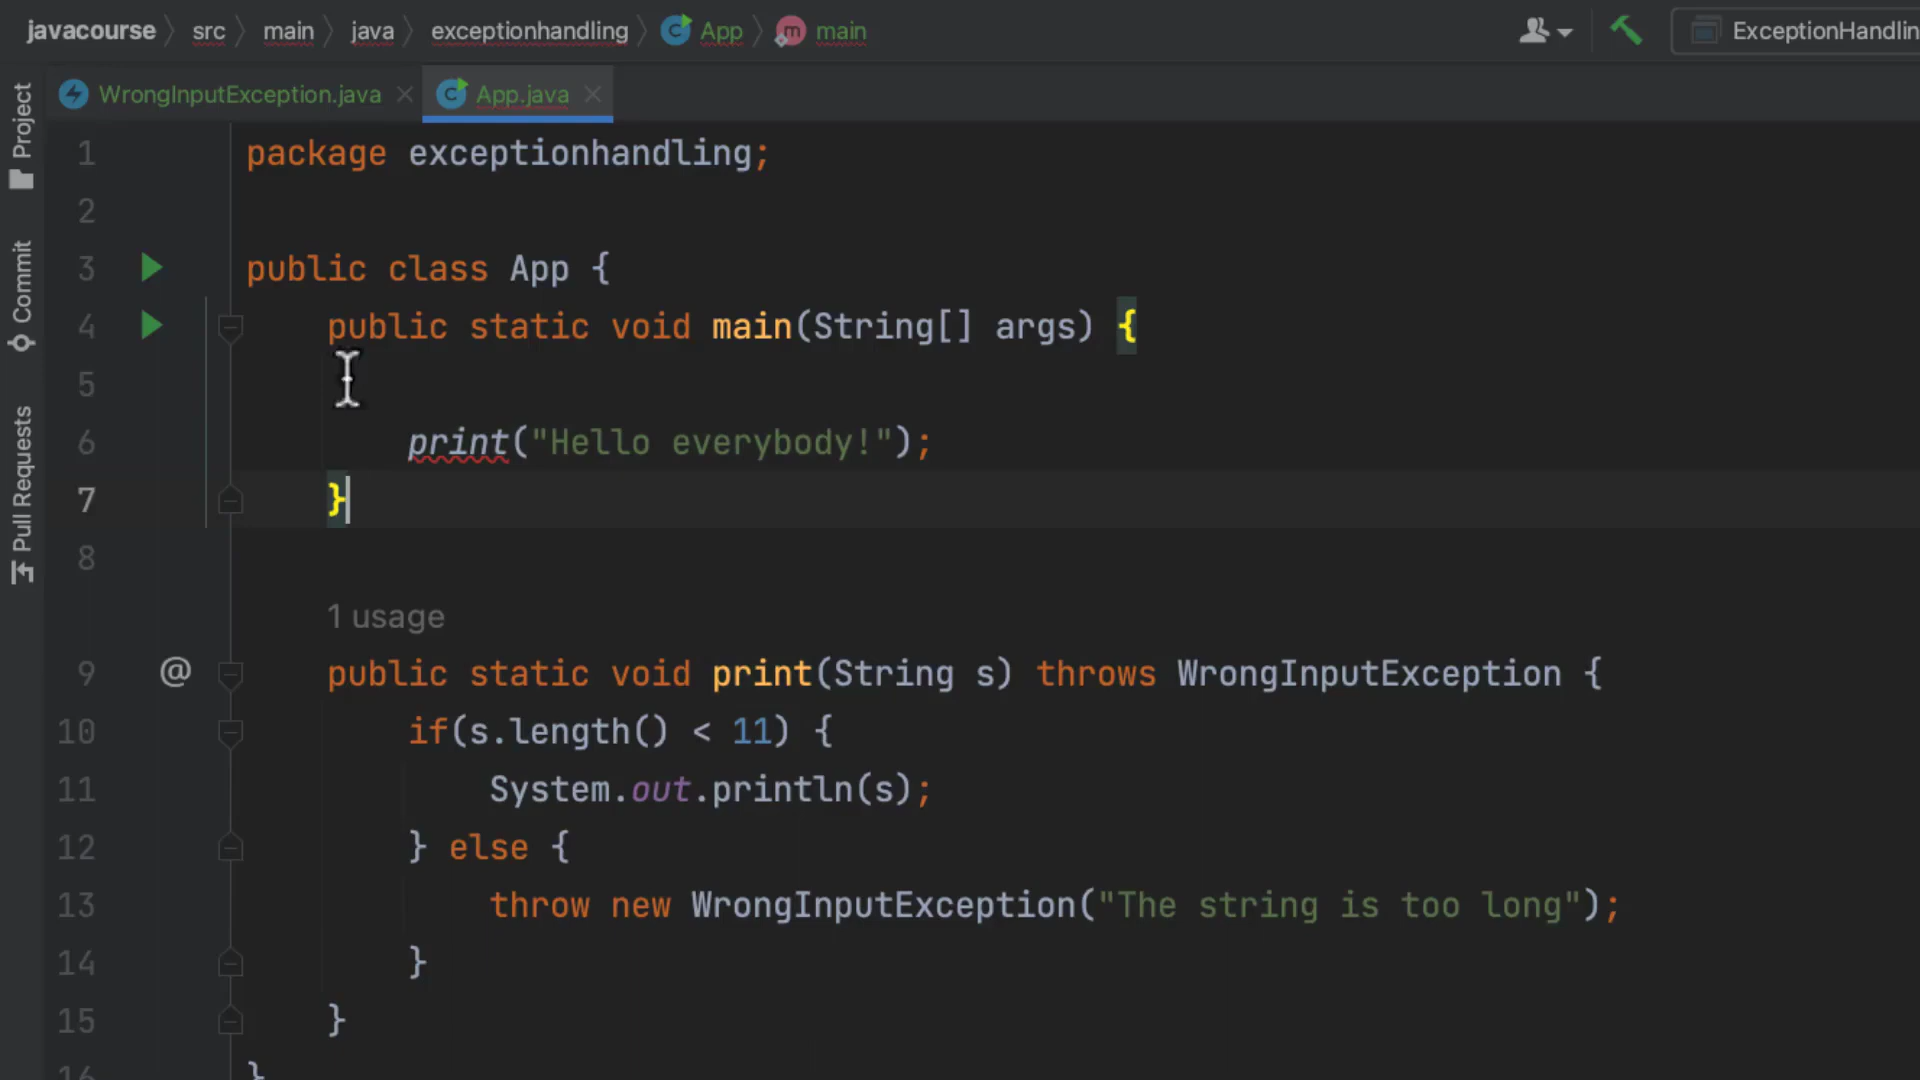 javacourse src main java exceptionhandling App main ExceptionHandlin
WrongInputException.java App.java
Project
Commit
Pull Requests
1 package exceptionhandling;
2
3 public class App {
4 public static void main(String[] args) {
5
6 print("Hello everybody!");
7 }
8
1 usage
9 @ public static void print(String s) throws WrongInputException {
10 if(s.length() < 11) {
11 System.out.println(s);
12 } else {
13 throw new WrongInputException("The string is too long");
14 }
15 }
16 }